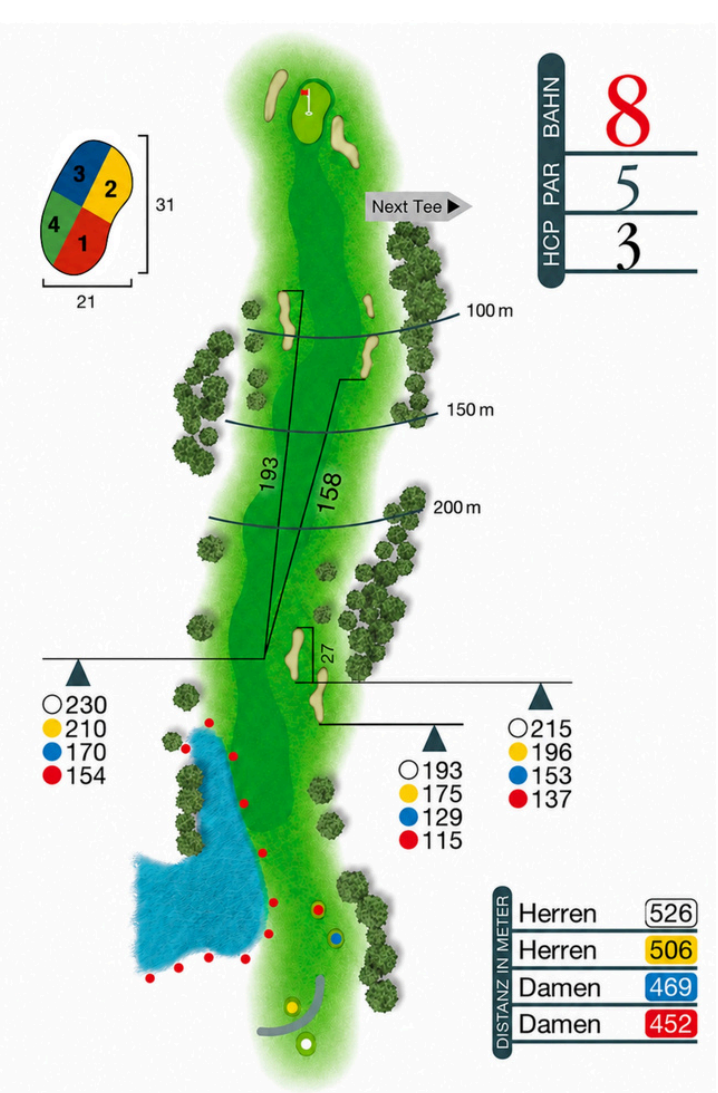 BAHN 8
PAR 5
HCP 3
3
2
4
1
31
21
Next Tee
100 m
150 m
193
158
200 m
27
230
210
170
154
215
196
153
137
193
175
129
115
DISTANZ IN METER
Herren 526
Herren 506
Damen 469
Damen 452